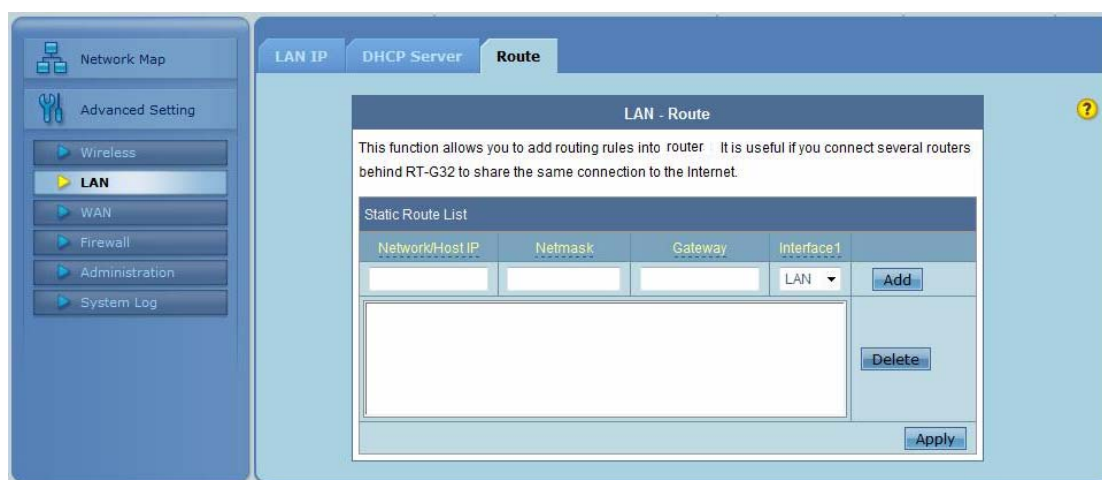 Network Map
Advanced Setting
Wireless
LAN
WAN
Firewall
Administration
System Log
LAN IP
DHCP Server
Route
?
LAN - Route
This function allows you to add routing rules into router It is useful if you connect several routers
behind RT-G32 to share the same connection to the Internet.
Static Route List
Network/Host IP Netmask Gateway Interface1
LAN Add
Delete
Apply